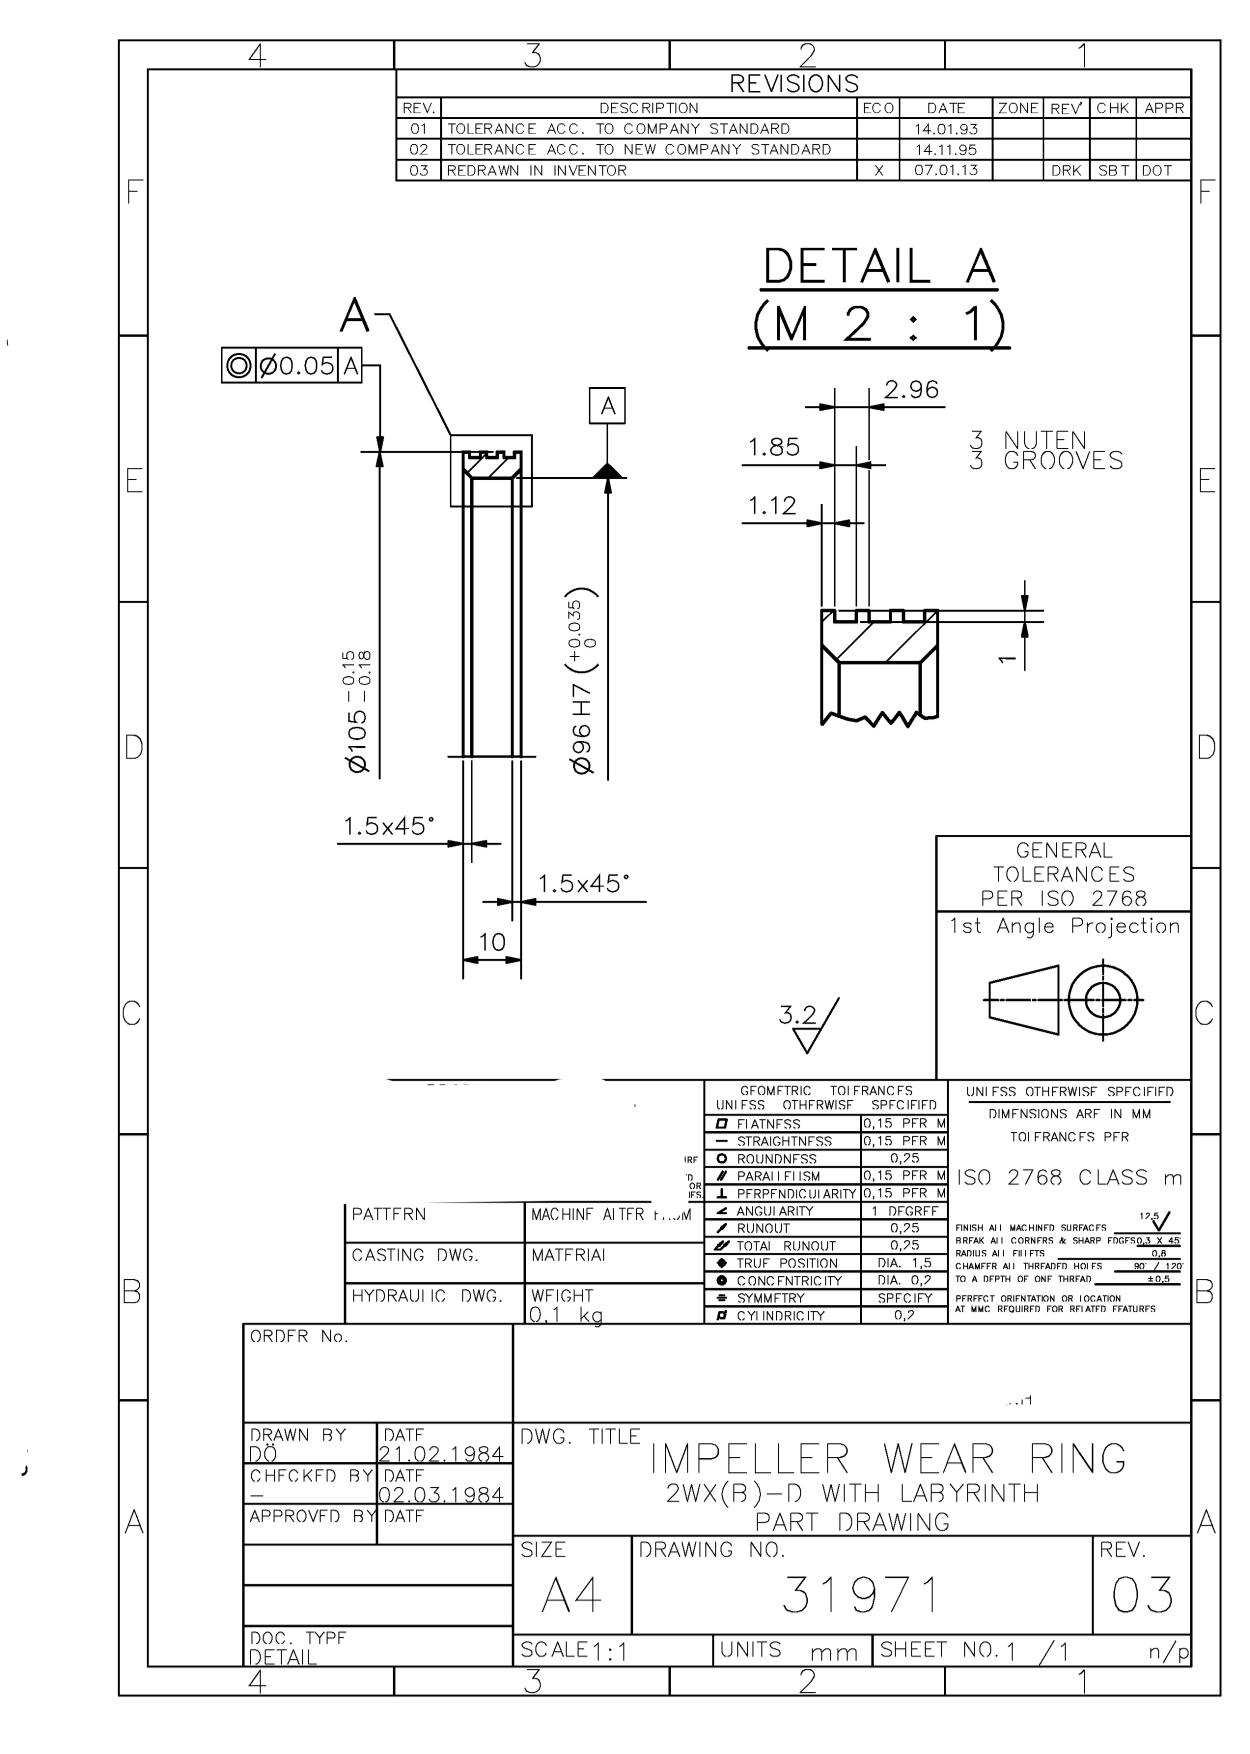 4 3 2 1
REVISIONS
REV. DESCRIPTION ECO DATE ZONE REV CHK APPR
01 TOLERANCE ACC. TO COMPANY STANDARD 14.01.93
02 TOLERANCE ACC. TO NEW COMPANY STANDARD 14.11.95
03 REDRAWN IN INVENTOR X 07.01.13 DRK SBT DOT
F F
DETAIL A
(M 2 : 1)
A
◎ Ø0.05 A
A
2.96
1.85
1.12
3 NUTEN
3 GROOVES
E E
1
Ø105 -0.15 -0.18
Ø96 H7 (+0.035 0)
D D
1.5x45°
1.5x45°
10
GENERAL
TOLERANCES
PER ISO 2768
1st Angle Projection
C C
3.2
GEOMETRIC TOLERANCES
UNLESS OTHERWISE SPECIFIED
FLATNESS 0,15 PER M
STRAIGHTNESS 0,15 PER M
ROUNDNESS 0,25
PARALLELISM 0,15 PER M
PERPENDICULARITY 0,15 PER M
ANGULARITY 1 DEGREE
RUNOUT 0,25
TOTAL RUNOUT 0,25
TRUE POSITION DIA. 1,5
CONCENTRICITY DIA. 0,2
SYMMETRY SPECIFY
CYLINDRICITY 0,2
UNLESS OTHERWISE SPECIFIED
DIMENSIONS ARE IN MM
TOLERANCES PER
ISO 2768 CLASS m
12,5
FINISH ALL MACHINED SURFACES
BREAK ALL CORNERS & SHARP EDGES 0,3 X 45°
RADIUS ALL FILLETS 0,8
CHAMFER ALL THREADED HOLES 90° / 120°
TO A DEPTH OF ONE THREAD ±0,5
PERFECT ORIENTATION OR LOCATION
AT MMC REQUIRED FOR RELATED FEATURES
PATTERN MACHINE AFTER FROM
CASTING DWG. MATERIAL
HYDRAULIC DWG. WEIGHT
0,1 kg
B B
ORDER No.
DRAWN BY DATE
DÖ 21.02.1984
CHECKED BY DATE
– 02.03.1984
APPROVED BY DATE
DWG. TITLE
IMPELLER WEAR RING
2WX(B)-D WITH LABYRINTH
PART DRAWING
A A
SIZE DRAWING NO. REV.
A4 31971 03
DOC. TYPE
DETAIL
SCALE 1:1 UNITS mm SHEET NO. 1 /1 n/p
4 3 2 1